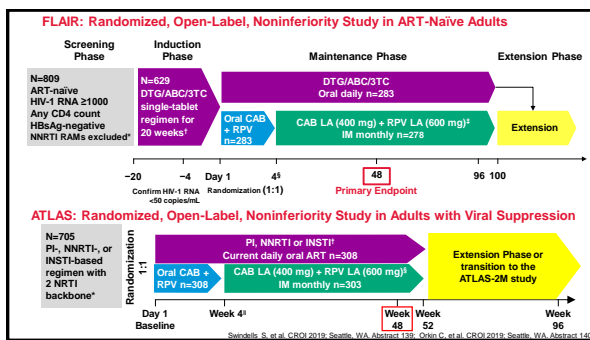 FLAIR: Randomized, Open-Label, Noninferiority Study in ART-Naïve Adults
Screening
Phase
Induction
Phase
Maintenance Phase
Extension Phase
N=809
ART-naïve
HIV-1 RNA ≥1000
Any CD4 count
HBsAg-negative
NNRTI RAMs excluded*
N=629
DTG/ABC/3TC
single-tablet
regimen for
20 weeks†
DTG/ABC/3TC
Oral daily n=283
Oral CAB
+ RPV
n=283
CAB LA (400 mg) + RPV LA (600 mg)‡
IM monthly n=278
Extension
−20
−4
Day 1
4§
48
96
100
Confirm HIV-1 RNA
<50 copies/mL
Randomization (1:1)
Primary Endpoint
ATLAS: Randomized, Open-Label, Noninferiority Study in Adults with Viral Suppression
N=705
PI-, NNRTI-, or
INSTI-based
regimen with
2 NRTI
backbone*
Randomization
1:1
PI, NNRTI or INSTI†
Current daily oral ART n=308
Oral CAB +
RPV n=308
CAB LA (400 mg) + RPV LA (600 mg)§
IM monthly n=303
Extension Phase or
transition to the
ATLAS-2M study
Day 1
Baseline
Week 4‖
Week
48
Week
52
Week
96
Swindells S, et al. CROI 2019; Seattle, WA. Abstract 139; Orkin C, et al. CROI 2019; Seattle, WA. Abstract 140